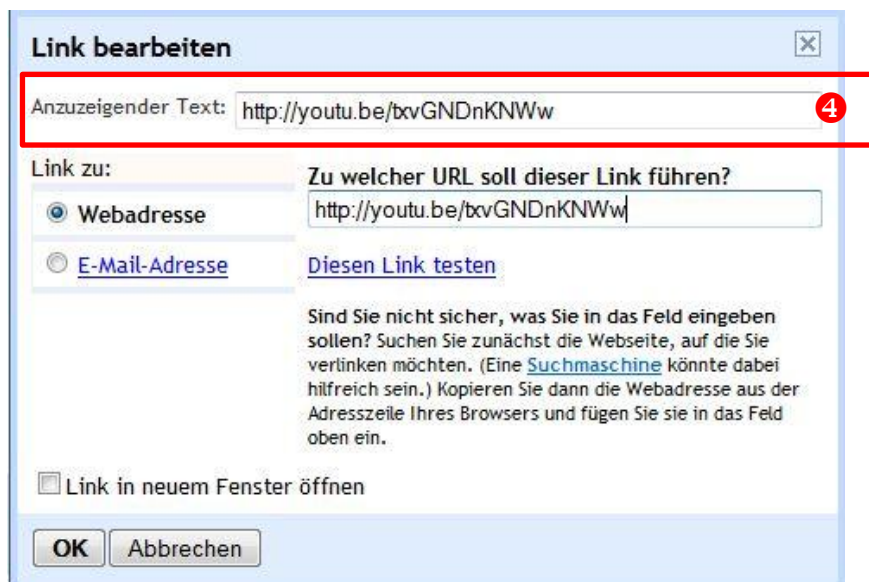 Link bearbeiten
Anzuzeigender Text: http://youtu.be/txvGNDnKNWw 4
Link zu:
Zu welcher URL soll dieser Link führen?
Webadresse
http://youtu.be/txvGNDnKNWw
E-Mail-Adresse
Diesen Link testen
Sind Sie nicht sicher, was Sie in das Feld eingeben
sollen? Suchen Sie zunächst die Webseite, auf die Sie
verlinken möchten. (Eine Suchmaschine könnte dabei
hilfreich sein.) Kopieren Sie dann die Webadresse aus der
Adresszeile Ihres Browsers und fügen Sie sie in das Feld
oben ein.
Link in neuem Fenster öffnen
OK Abbrechen